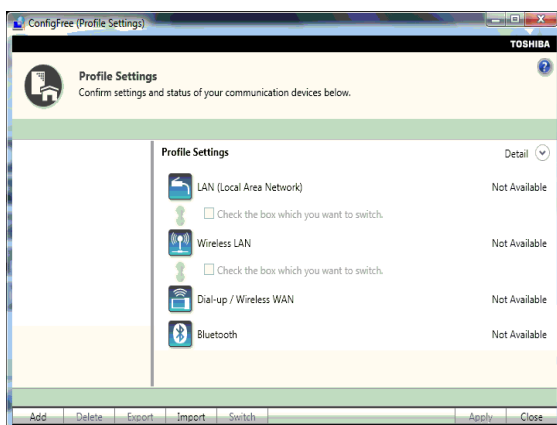 ConfigFree (Profile Settings)
TOSHIBA
Profile Settings
Confirm settings and status of your communication devices below.
Profile Settings
Detail
LAN (Local Area Network) Not Available
Check the box which you want to switch.
Wireless LAN Not Available
Check the box which you want to switch.
Dial-up / Wireless WAN Not Available
Bluetooth Not Available
Add Delete Export Import Switch Apply Close